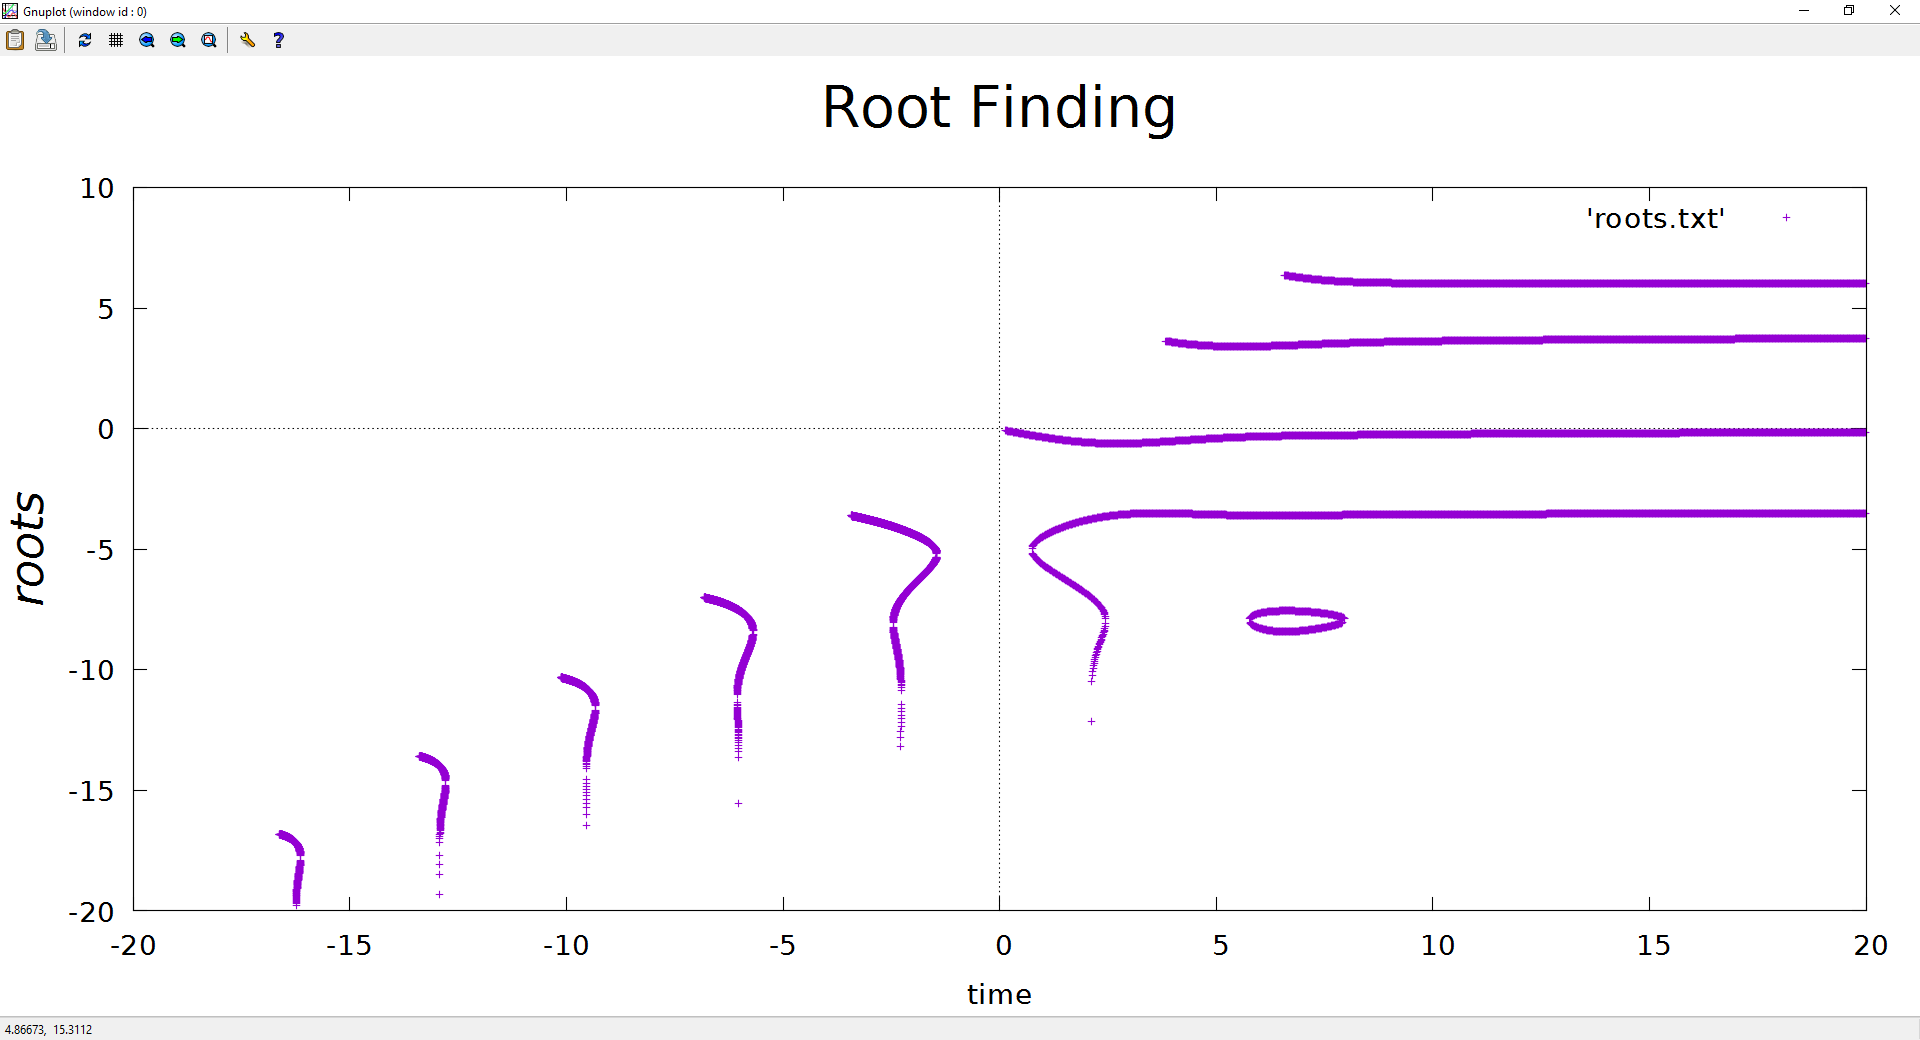 Gnuplot (window id : 0)
Root Finding
'roots.txt'
10
5
0
-5
-10
-15
-20
roots
-20 -15 -10 -5 0 5 10 15 20
time
4.86673, 15.3112